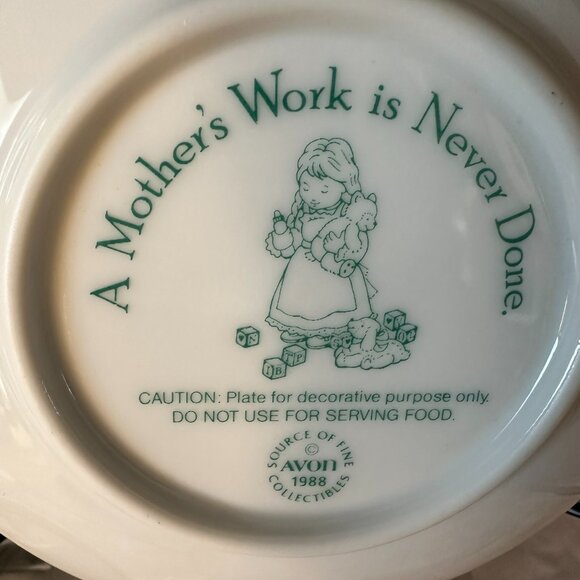 A Mother's Work is Never Done.
CAUTION: Plate for decorative purpose only.
DO NOT USE FOR SERVING FOOD.
SOURCE OF FINE
©
AVON
1988
COLLECTIBLES